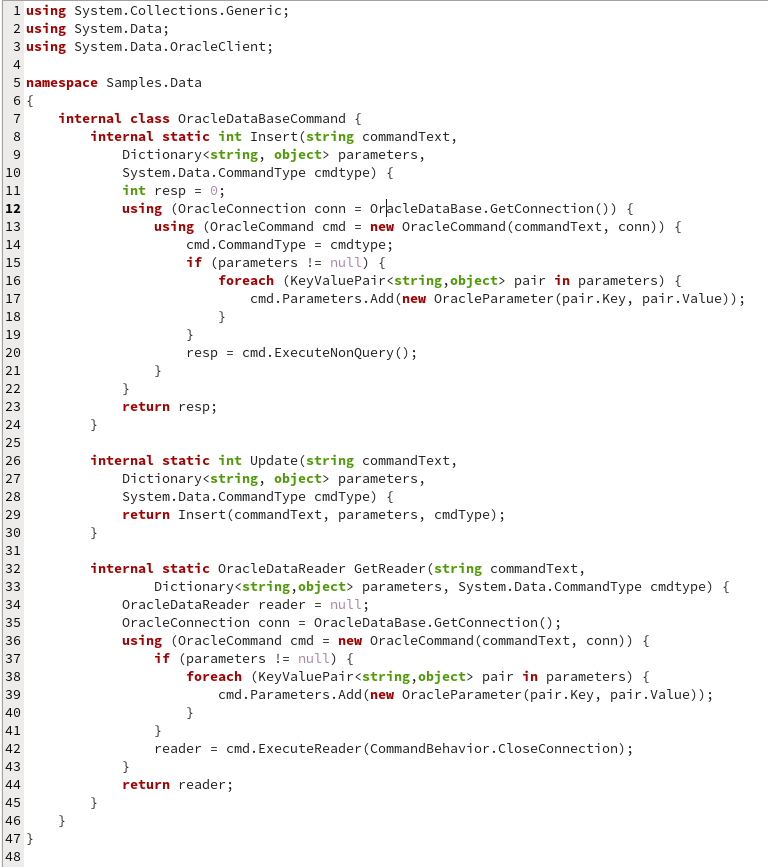 1 using System.Collections.Generic;
2 using System.Data;
3 using System.Data.OracleClient;
4
5 namespace Samples.Data
6 {
7     internal class OracleDataBaseCommand {
8         internal static int Insert(string commandText,
9             Dictionary<string, object> parameters,
10             System.Data.CommandType cmdtype) {
11             int resp = 0;
12             using (OracleConnection conn = OracleDataBase.GetConnection()) {
13                 using (OracleCommand cmd = new OracleCommand(commandText, conn)) {
14                     cmd.CommandType = cmdtype;
15                     if (parameters != null) {
16                         foreach (KeyValuePair<string,object> pair in parameters) {
17                             cmd.Parameters.Add(new OracleParameter(pair.Key, pair.Value));
18                         }
19                     }
20                     resp = cmd.ExecuteNonQuery();
21                 }
22             }
23             return resp;
24         }
25
26         internal static int Update(string commandText,
27             Dictionary<string, object> parameters,
28             System.Data.CommandType cmdType) {
29             return Insert(commandText, parameters, cmdType);
30         }
31
32         internal static OracleDataReader GetReader(string commandText,
33                 Dictionary<string,object> parameters, System.Data.CommandType cmdtype) {
34             OracleDataReader reader = null;
35             OracleConnection conn = OracleDataBase.GetConnection();
36             using (OracleCommand cmd = new OracleCommand(commandText, conn)) {
37                 if (parameters != null) {
38                     foreach (KeyValuePair<string,object> pair in parameters) {
39                         cmd.Parameters.Add(new OracleParameter(pair.Key, pair.Value));
40                     }
41                 }
42                 reader = cmd.ExecuteReader(CommandBehavior.CloseConnection);
43             }
44             return reader;
45         }
46     }
47 }
48